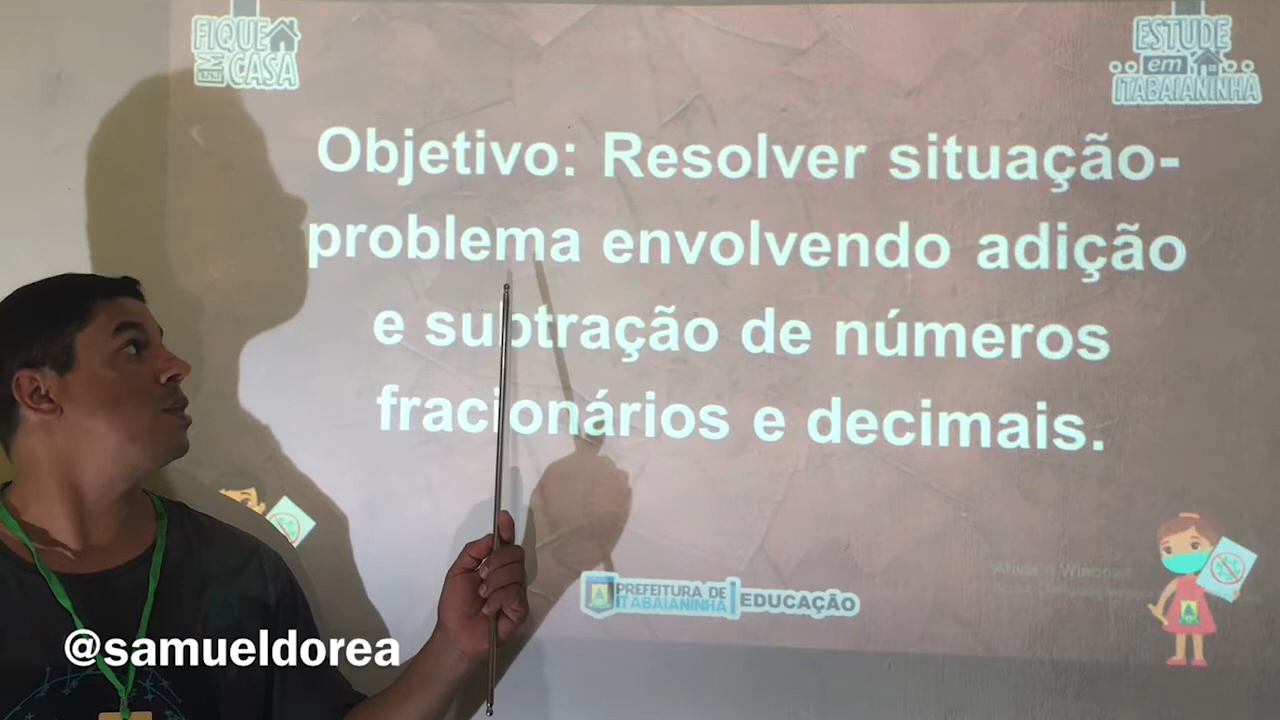 FIQUE
EM CASA
ESTUDE
em
ITABAIANINHA
Objetivo: Resolver situação-
problema envolvendo adição
e subtração de números
fracionários e decimais.
PREFEITURA DE
ITABAIANINHA
EDUCAÇÃO
@samueldorea